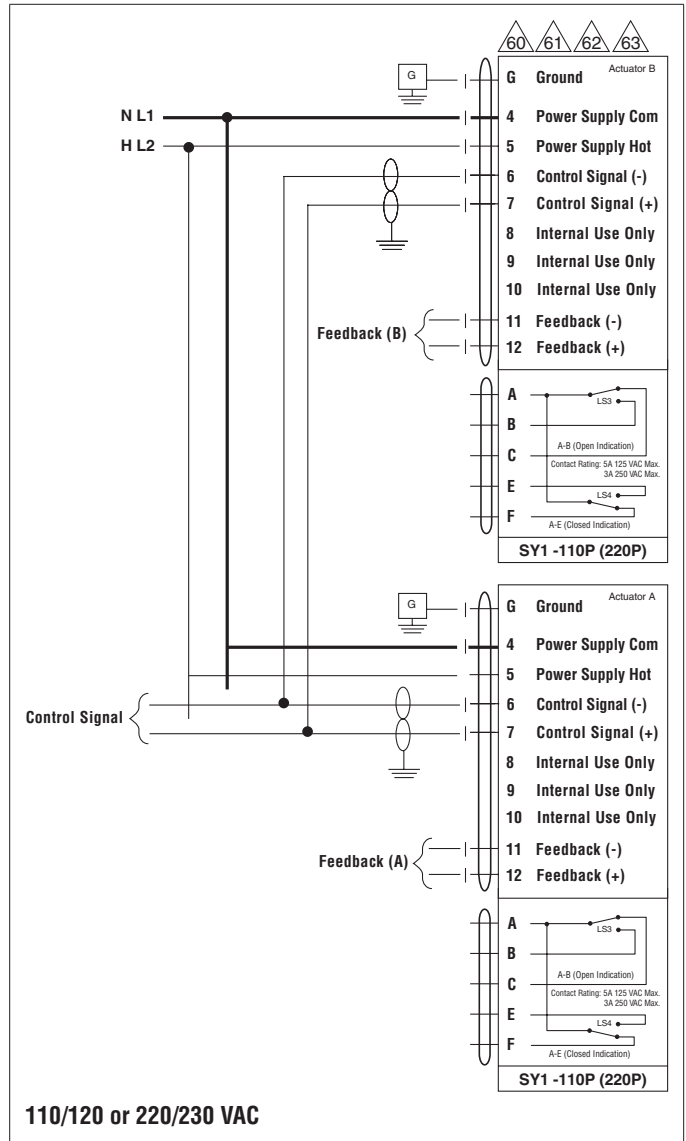 60 61 62 63
Actuator B
G G Ground
N L1 4 Power Supply Com
H L2 5 Power Supply Hot
6 Control Signal (-)
7 Control Signal (+)
8 Internal Use Only
9 Internal Use Only
10 Internal Use Only
Feedback (B)
11 Feedback (-)
12 Feedback (+)
A
LS3
B
A-B (Open Indication)
C
Contact Rating: 5A 125 VAC Max.
3A 250 VAC Max.
E
LS4
F
A-E (Closed Indication)
SY1 -110P (220P)
Actuator A
G G Ground
4 Power Supply Com
5 Power Supply Hot
Control Signal
6 Control Signal (-)
7 Control Signal (+)
8 Internal Use Only
9 Internal Use Only
10 Internal Use Only
Feedback (A)
11 Feedback (-)
12 Feedback (+)
A
LS3
B
A-B (Open Indication)
C
Contact Rating: 5A 125 VAC Max.
3A 250 VAC Max.
E
LS4
F
A-E (Closed Indication)
SY1 -110P (220P)
110/120 or 220/230 VAC